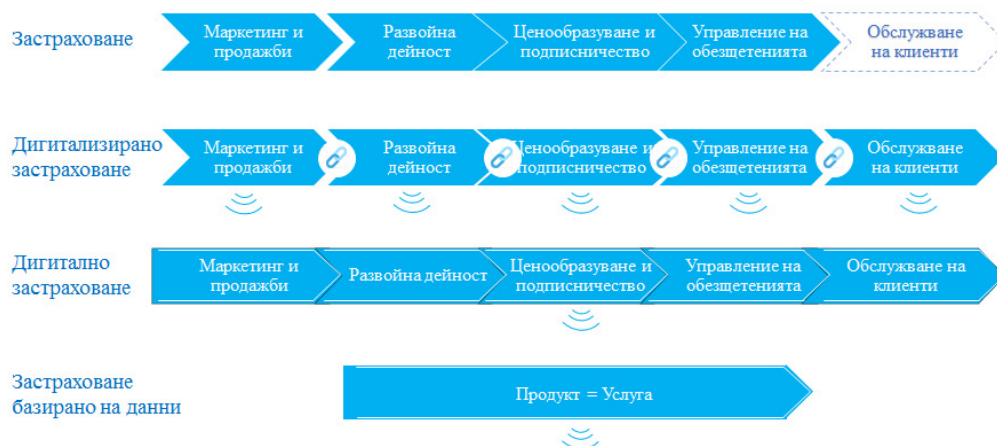 Застраховане
Маркетинг и
продажби
Развойна
дейност
Ценообразуване и
подписничество
Управление на
обезщетенията
Обслужване
на клиенти
Дигитализирано
застраховане
Маркетинг и
продажби
Развойна
дейност
Ценообразуване и
подписничество
Управление на
обезщетенията
Обслужване
на клиенти
Дигитално
застраховане
Маркетинг и
продажби
Развойна дейност
Ценообразуване и
подписничество
Управление на
обезщетенията
Обслужване на
клиенти
Застраховане
базирано на данни
Продукт = Услуга